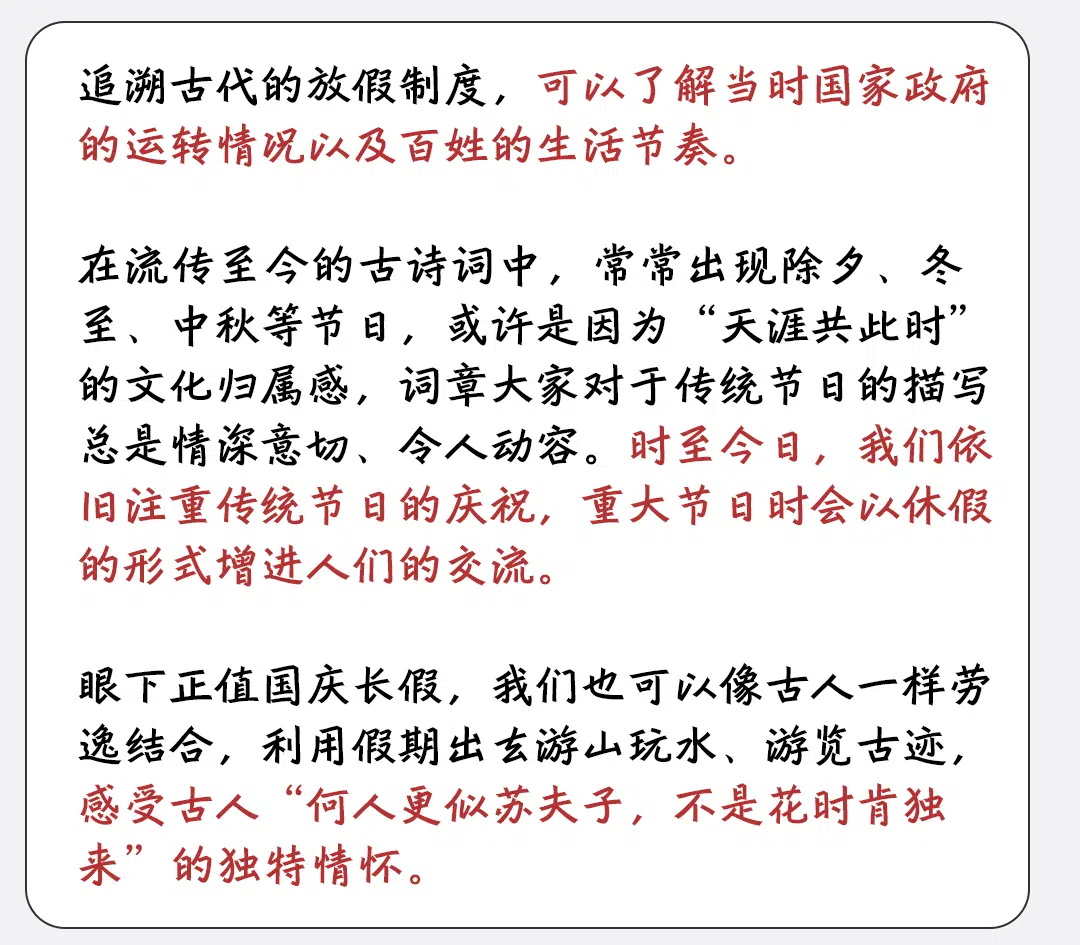 追溯古代的放假制度，可以了解当时国家政府
的运转情况以及百姓的生活节奏。
在流传至今的古诗词中，常常出现除夕、冬
至、中秋等节日，或许是因为“天涯共此时”
的文化归属感，词章大家对于传统节日的描写
总是情深意切、令人动容。时至今日，我们依
旧注重传统节日的庆祝，重大节日时会以休假
的形式增进人们的交流。
眼下正值国庆长假，我们也可以像古人一样劳
逸结合，利用假期出去游山玩水、游览古迹，
感受古人“何人更似苏夫子，不是花时肯独
来”的独特情怀。